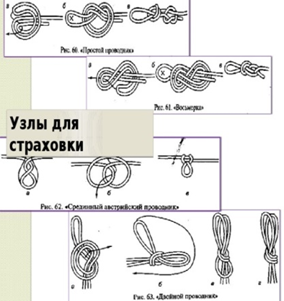 а б в
Рис. 60. «Простой проводник»
а б в
Рис. 61. «Восьмерка»
Узлы для
страховки
а б в
Рис. 62. «Срединный австрийский проводник»
а б в г
Рис. 63. «Двойной проводник»